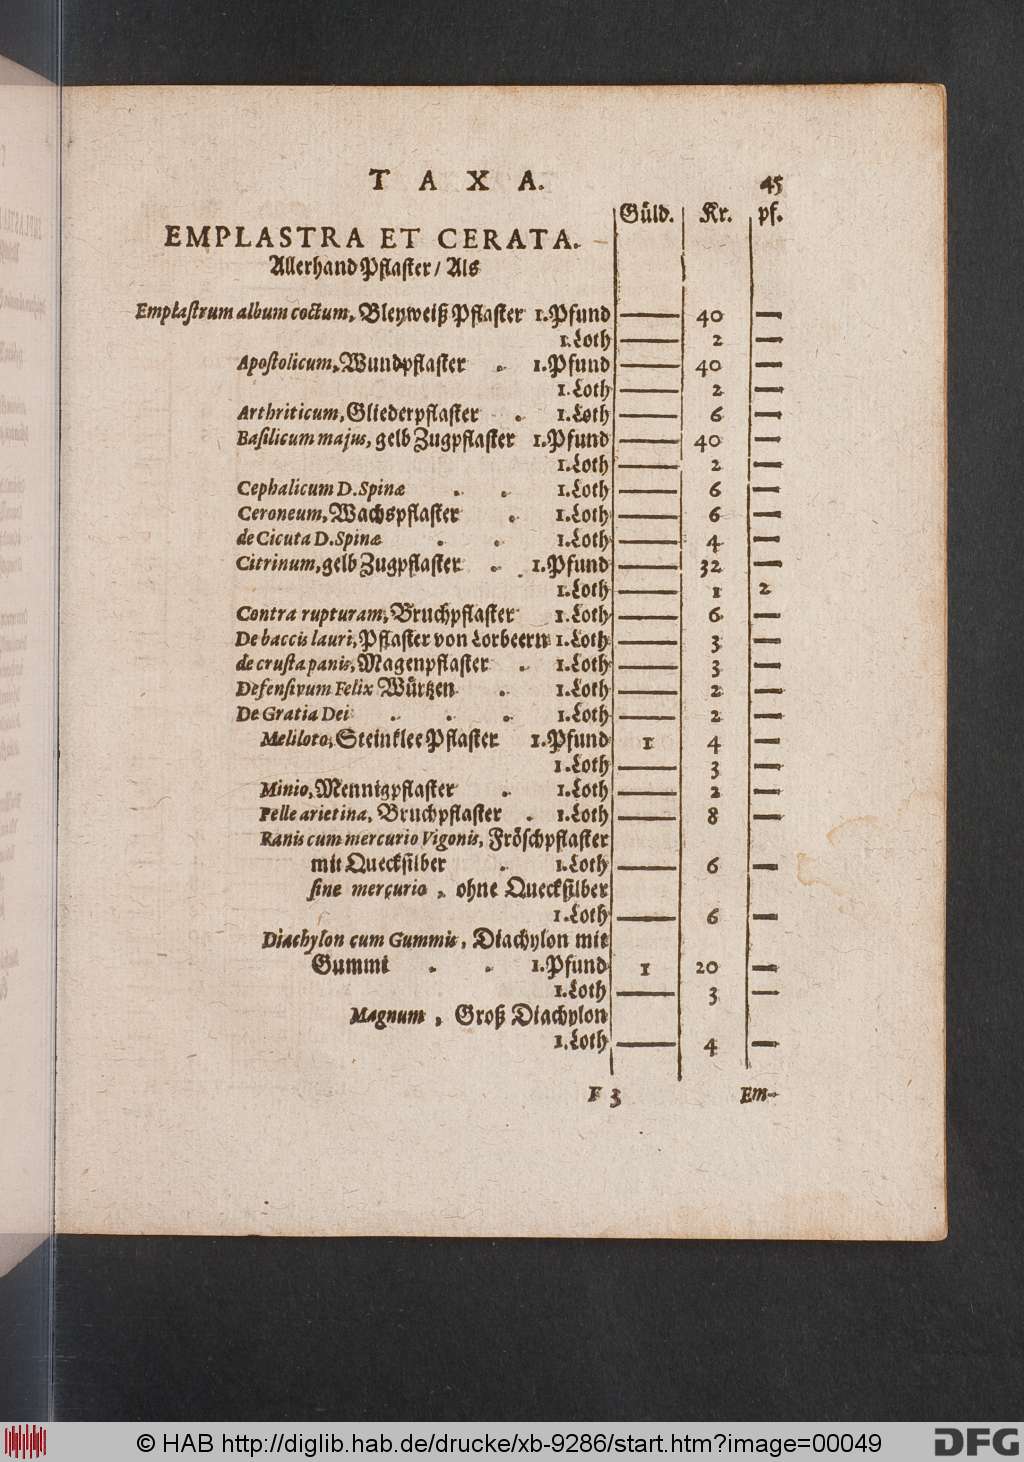 TAXA. 45
Güld. Kr. pf.
EMPLASTRA ET CERATA.
Allerhand Pflaster/ Als
Emplastrum album coctum, Bleyweiß Pflaster 1. Pfund — 40 —
1. Loth — 2 —
Apostolicum, Wundpflaster . 1. Pfund — 40 —
1. Loth — 2 —
Arthriticum, Gliederpflaster . 1. Loth — 6 —
Basilicum majus, gelb Zugpflaster 1. Pfund — 40 —
1. Loth — 2 —
Cephalicum D. Spinæ . . 1. Loth — 6 —
Ceroneum, Wachspflaster . 1. Loth — 6 —
de Cicuta D. Spinæ . . 1. Loth — 4 —
Citrinum, gelb Zugpflaster . 1. Pfund — 32 —
1. Loth — 1 2
Contra rupturam, Bruchpflaster 1. Loth — 6 —
De baccis lauri, Pflaster von Lorbeern 1. Loth — 3 —
de crusta panis, Magenpflaster . 1. Loth — 3 —
Defensivum Felix Würtzen . 1. Loth — 2 —
De Gratia Dei . . . 1. Loth — 2 —
Meliloto, Steinklee Pflaster 1. Pfund 1 4 —
1. Loth — 3 —
Minio, Mennigpflaster . 1. Loth — 2 —
Pelle arietina, Bruchpflaster . 1. Loth — 8 —
Ranis cum mercurio Vigonis, Fröschpflaster
mit Quecksilber . 1. Loth — 6 —
sine mercurio, ohne Quecksilber
1. Loth — 6 —
Diachylon cum Gummis, Diachylon mit
Gummi . . 1. Pfund 1 20 —
1. Loth — 3 —
Magnum, Groß Diachylon
1. Loth — 4 —
F 3 Em-
© HAB http://diglib.hab.de/drucke/xb-9286/start.htm?image=00049 DFG